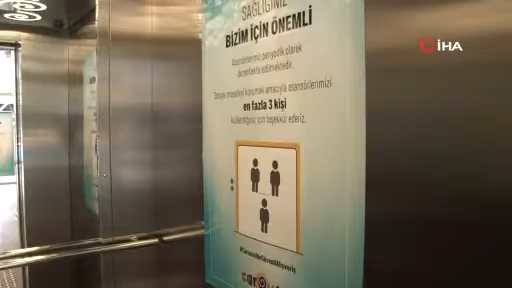 SAĞLIĞINIZ
BİZİM İÇİN ÖNEMLİ
Asansörlerimiz periyodik olarak
dezenfekte edilmektedir.
Sosyal mesafeyi korumak amacıyla asansörlerimizi
en fazla 3 kişi
kullandığınız için teşekkür ederiz.
İHA